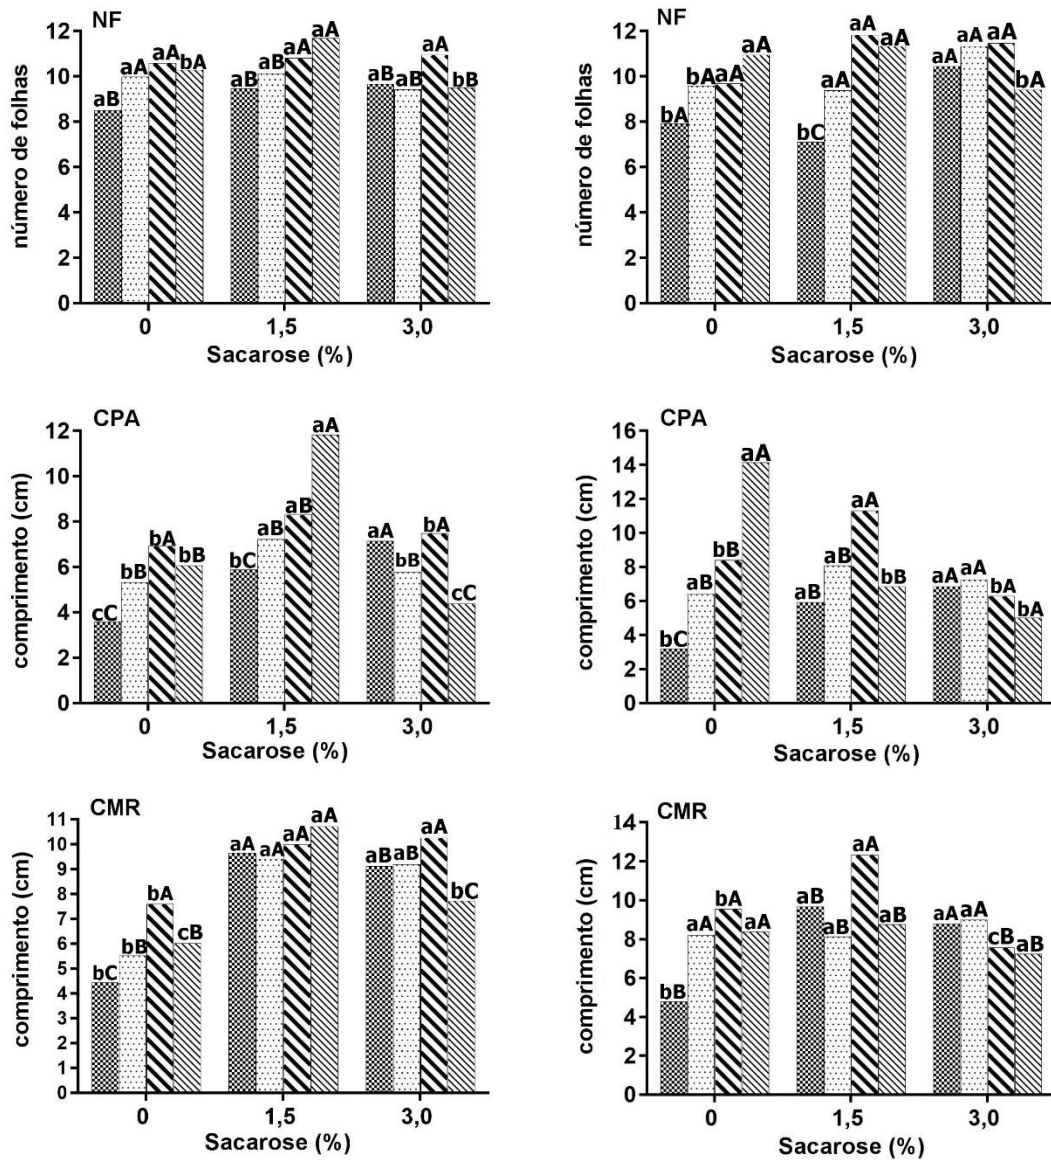 NF
número de folhas
12
10
8
6
4
2
0
aB aA aA bA
aB aB aA aA
aB aB aA bB
0 1,5 3,0
Sacarose (%)
NF
número de folhas
12
10
8
6
4
2
0
bA bA aA aA
bC aA aA aA
aA aA aA bA
0 1,5 3,0
Sacarose (%)
CPA
comprimento (cm)
12
10
8
6
4
2
0
cC bB bA bB
bC aB aB aA
aA bB bA cC
0 1,5 3,0
Sacarose (%)
CPA
comprimento (cm)
16
14
12
10
8
6
4
2
0
bC aB bB aA
aB aB aA bB
aA aA bA bA
0 1,5 3,0
Sacarose (%)
CMR
comprimento (cm)
11
10
9
8
7
6
5
4
3
2
1
0
bC bB bA cB
aA aA aA aA
aB aB aA bC
0 1,5 3,0
Sacarose (%)
CMR
comprimento (cm)
14
12
10
8
6
4
2
0
bB aA bA aA
aB aB aA aB
aA aA cB aB
0 1,5 3,0
Sacarose (%)